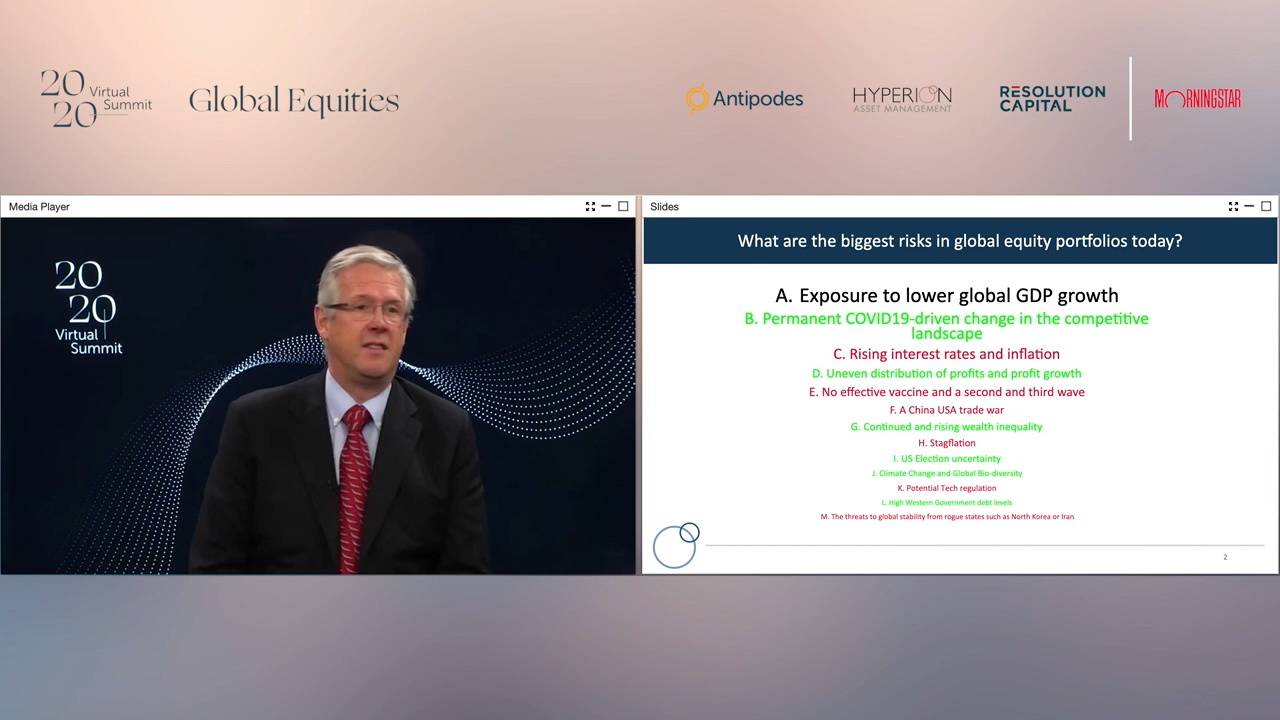 20
20
Virtual
Summit
Global Equities
Antipodes
HYPERION
ASSET MANAGEMENT
RESOLUTION
CAPITAL
MORNINGSTAR
Media Player
20
20
Virtual
Summit
Slides
What are the biggest risks in global equity portfolios today?
A. Exposure to lower global GDP growth
B. Permanent COVID19-driven change in the competitive
landscape
C. Rising interest rates and inflation
D. Uneven distribution of profits and profit growth
E. No effective vaccine and a second and third wave
F. A China USA trade war
G. Continued and rising wealth inequality
H. Stagflation
I. US Election uncertainty
J. Climate Change and Global Bio-diversity
K. Potential Tech regulation
L. High Western Government debt levels
M. The threats to global stability from rogue states such as North Korea or Iran
2